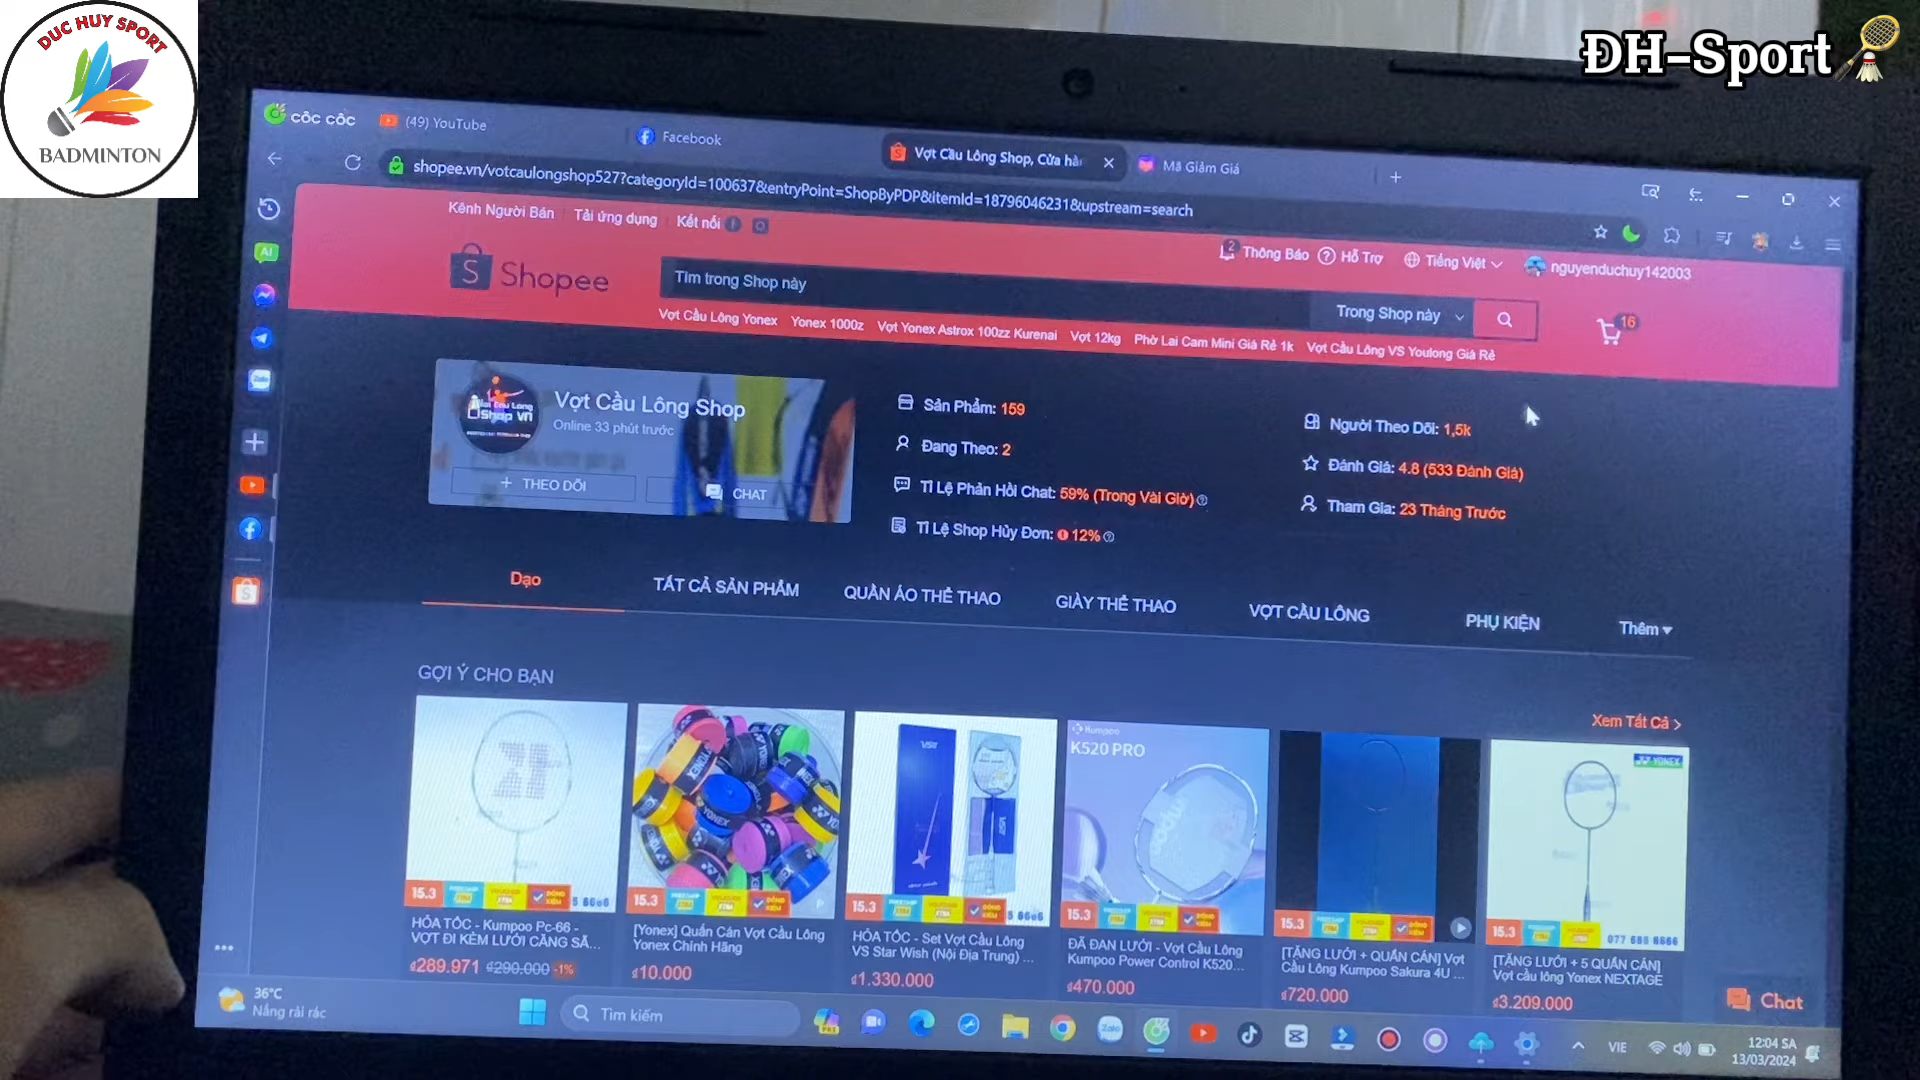 DUC HUY SPORT
BADMINTON
ĐH-Sport
cốc cốc
(49) YouTube
Facebook
Vợt Cầu Lông Shop, Cửa hà
Mã Giảm Giá
shopee.vn/votcaulongshop527?categoryId=100637&entryPoint=ShopByPDP&itemId=18796046231&upstream=search
Kênh Người Bán
Tải ứng dụng
Kết nối
2
Thông Báo
Hỗ Trợ
Tiếng Việt
nguyenduchuy142003
Shopee
Tìm trong Shop này
Trong Shop này
16
Vợt Cầu Lông Yonex
Yonex 1000z
Vợt Yonex Astrox 100zz Kurenai
Vợt 12kg
Phờ Lai Cam Mini Giá Rẻ 1k
Vợt Cầu Lông VS Youlong Giá Rẻ
Vợt Cầu Lông Shop
Online 33 phút trước
+ THEO DÕI
CHAT
Sản Phẩm: 159
Đang Theo: 2
Tỉ Lệ Phản Hồi Chat: 59% (Trong Vài Giờ)
Tỉ Lệ Shop Hủy Đơn: 12%
Người Theo Dõi: 1,5k
Đánh Giá: 4.8 (533 Đánh Giá)
Tham Gia: 23 Tháng Trước
Dạo
TẤT CẢ SẢN PHẨM
QUẦN ÁO THỂ THAO
GIÀY THỂ THAO
VỢT CẦU LÔNG
PHỤ KIỆN
Thêm
GỢI Ý CHO BẠN
Xem Tất Cả >
Kumpoo
K520 PRO
YONEX
15.3
15.3
15.3
15.3
15.3
15.3
077 686 6666
HỎA TỐC - Kumpoo Pc-66 -
VỢT ĐI KÈM LƯỚI CĂNG SẴ...
₫289.971 ₫290.000 -1%
[Yonex] Quấn Cán Vợt Cầu Lông
Yonex Chính Hãng
₫10.000
HỎA TỐC - Set Vợt Cầu Lông
VS Star Wish (Nội Địa Trung) ...
₫1.330.000
ĐÃ ĐAN LƯỚI - Vợt Cầu Lông
Kumpoo Power Control K520...
₫470.000
[TẶNG LƯỚI + QUẤN CÁN] Vợt
Cầu Lông Kumpoo Sakura 4U ...
₫720.000
[TẶNG LƯỚI + 5 QUẤN CÁN]
Vợt cầu lông Yonex NEXTAGE
₫3.209.000
Chat
36°C
Nắng rải rác
Tìm kiếm
VIE
12:04 SA
13/03/2024